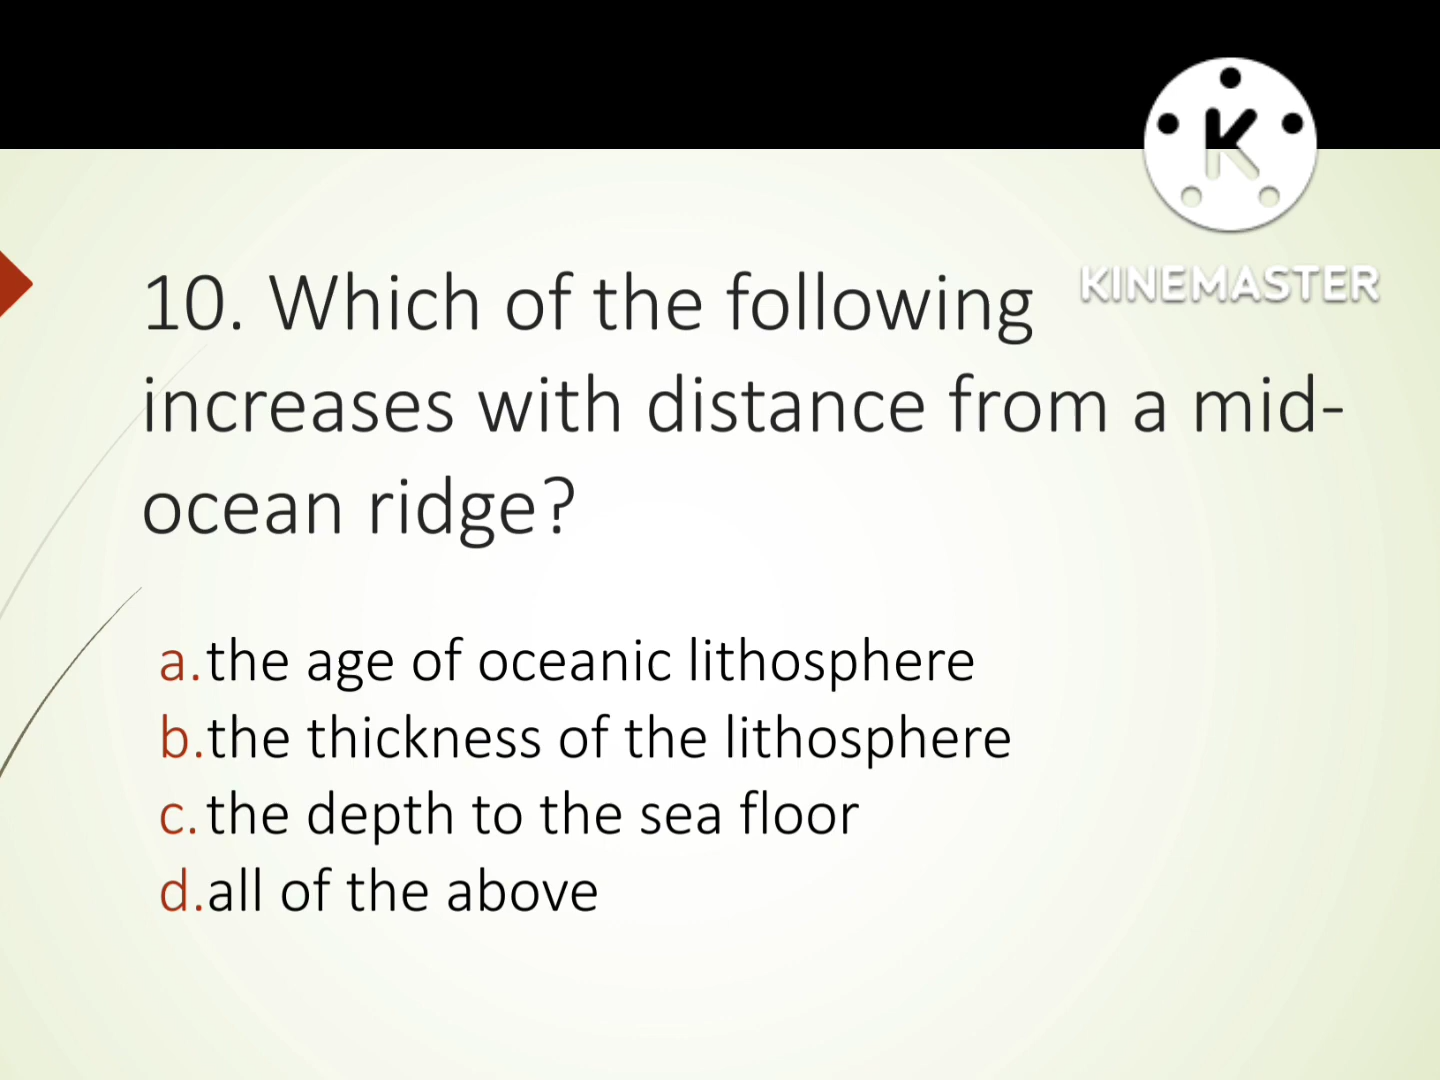 K
KINEMASTER
10. Which of the following
increases with distance from a mid-
ocean ridge?
a. the age of oceanic lithosphere
b. the thickness of the lithosphere
c. the depth to the sea floor
d. all of the above